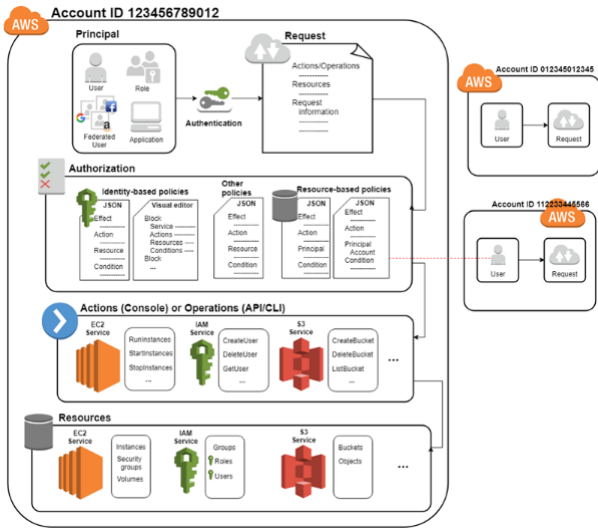 AWS
Account ID 123456789012
Principal
User
Role
Federated
User
Application
Authentication
Request
Actions/Operations
Resources
Request
Information
Authorization
Identity-based policies
JSON
Effect
Action
Resource
Condition
Visual editor
Block
Service
Actions
Resources
Conditions
Block
...
Other
policies
JSON
Effect
Action
Resource
Condition
Resource-based policies
JSON
Effect
Action
Principal
Condition
JSON
Effect
Action
Principal
Account
Condition
Actions (Console) or Operations (API/CLI)
EC2
Service
RunInstances
StartInstances
StopInstances
...
IAM
Service
CreateUser
DeleteUser
GetUser
...
S3
Service
CreateBucket
DeleteBucket
ListBucket
...
...
Resources
EC2
Service
Instances
Security
groups
Volumes
IAM
Service
Groups
Roles
Users
S3
Service
Buckets
Objects
...
AWS
Account ID 012345012345
User
Request
Account ID 112233445566
AWS
User
Request